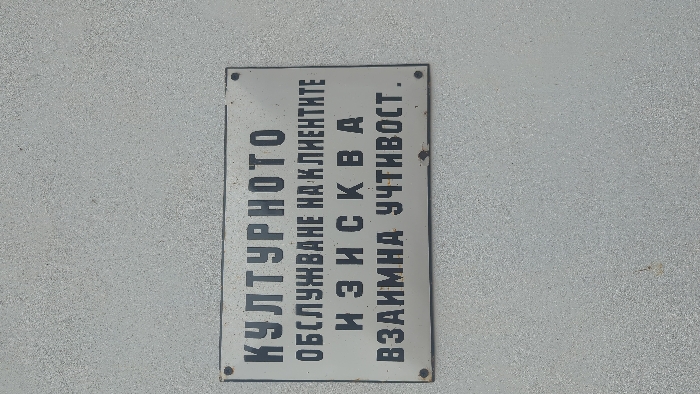 КУЛТУРНОТО
ОБСЛУЖВАНЕ НА КЛИЕНТИТЕ
ИЗИСКВА
ВЗАИМНА УЧТИВОСТ.